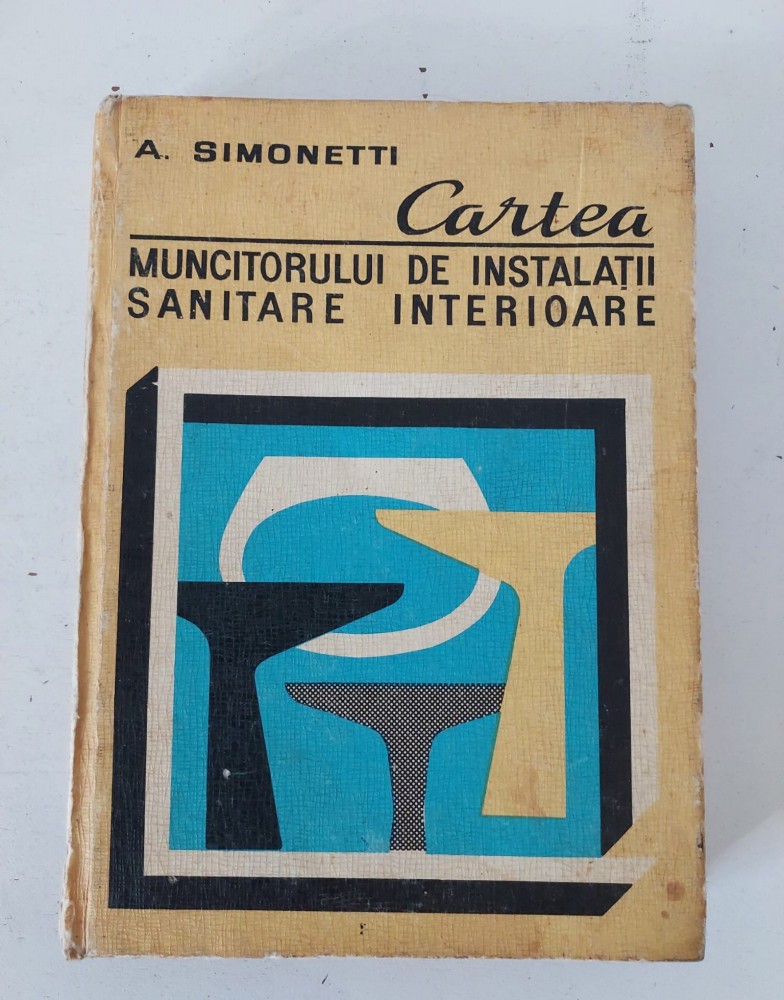 A. SIMONETTI
Cartea
MUNCITORULUI DE INSTALAȚII
SANITARE INTERIOARE